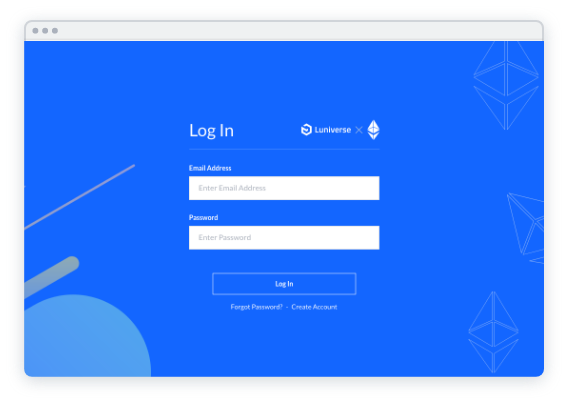 Log In
Luniverse
Email Address
Enter Email Address
Password
Enter Password
Log In
Forgot Password? - Create Account